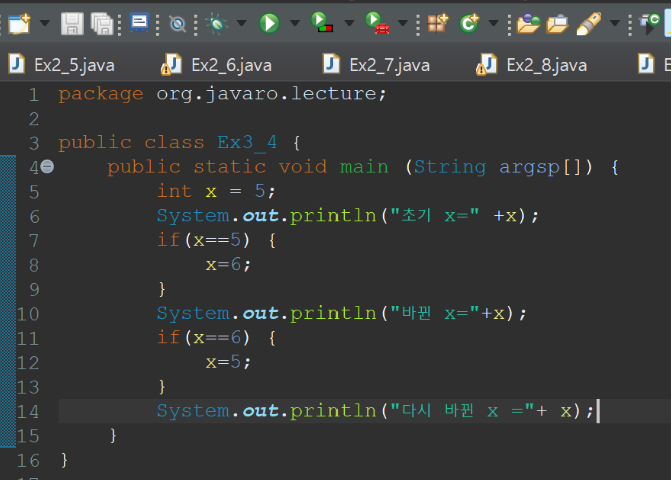 Ex2_5.java Ex2_6.java Ex2_7.java Ex2_8.java
1 package org.javaro.lecture;
2
3 public class Ex3_4 {
4 public static void main (String argsp[]) {
5 int x = 5;
6 System.out.println("초기 x=" +x);
7 if(x==5) {
8 x=6;
9 }
10 System.out.println("바뀐 x="+x);
11 if(x==6) {
12 x=5;
13 }
14 System.out.println("다시 바뀐 x ="+ x);
15 }
16 }